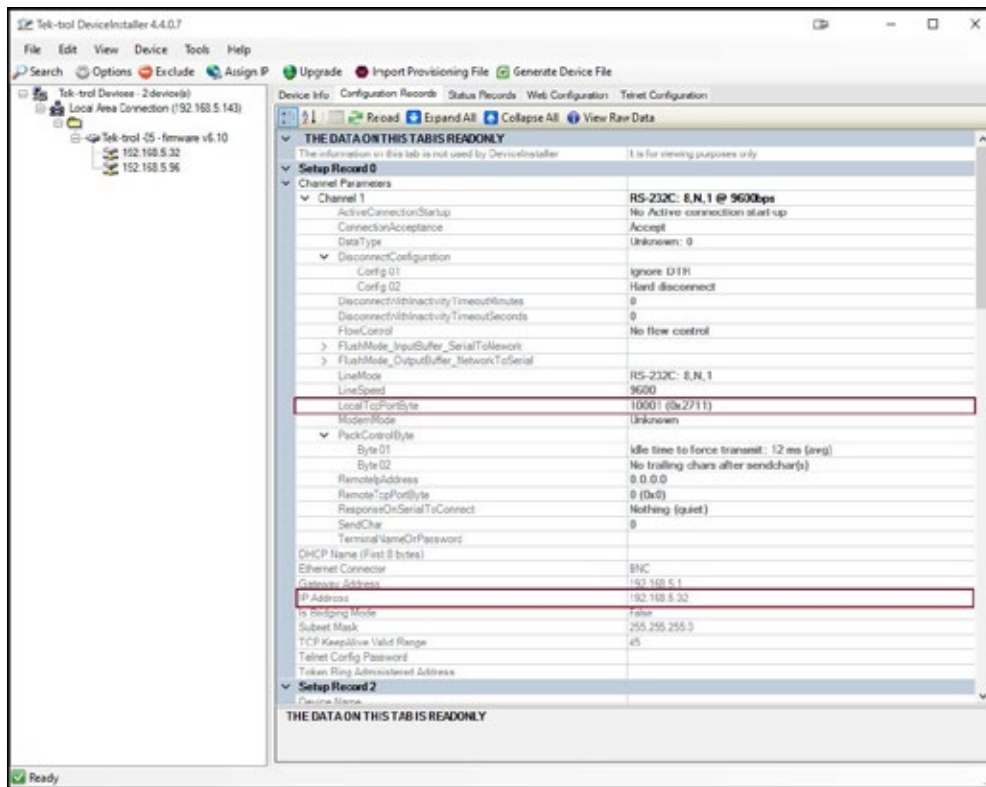 Tek-trol DeviceInstaller 4.4.0.7
File Edit View Device Tools Help
Search Options Exclude Assign IP Upgrade Import Provisioning File Generate Device File
Tek-trol Devices - 2 device(s)
Local Area Connection (192.168.5.143)
Tek-trol -05 - firmware v6.10
192.168.5.32
192.168.5.96
Device Info Configuration Records Status Records Web Configuration Telnet Configuration
Reload Expand All Collapse All View Raw Data
THE DATA ON THIS TAB IS READONLY
The information on this tab is not used by DeviceInstaller It is for viewing purposes only
Setup Record 0
Channel Parameters
Channel 1 RS-232C: 8,N,1 @ 9600bps
ActiveConnectionStartup No Active connection start up
ConnectionAcceptance Accept
DataType Unknown: 0
DisconnectConfiguration
Config 01 Ignore DTR
Config 02 Hard disconnect
DisconnectWithInactivityTimeoutMinutes 0
DisconnectWithInactivityTimeoutSeconds 0
FlowControl No flow control
FlushMode_InputBuffer_SerialToNework
FlushMode_OutputBuffer_NetworkToSerial
LineMode RS-232C: 8,N,1
LineSpeed 9600
LocalTcpPortByte 10001 (0x2711)
ModemMode Unknown
PackControlByte
Byte 01 Idle time to force transmit: 12 ms (avg)
Byte 02 No trailing chars after sendchar(s)
RemoteIpAddress 0.0.0.0
RemoteTcpPortByte 0 (0x0)
ResponseOnSerialTsConnect Nothing (quiet)
SendChar 0
TerminalNameOrPassword
DHCP Name (First 8 bytes)
Ethernet Connector BNC
Gateway Address 192.168.5.1
IP Address 192.168.5.32
Is Bridging Mode False
Subnet Mask 255.255.255.0
TCP KeepAlive Valid Range 45
Telnet Config Password
Token Ring Administered Address
Setup Record 2
Device Name
THE DATA ON THIS TAB IS READONLY
Ready